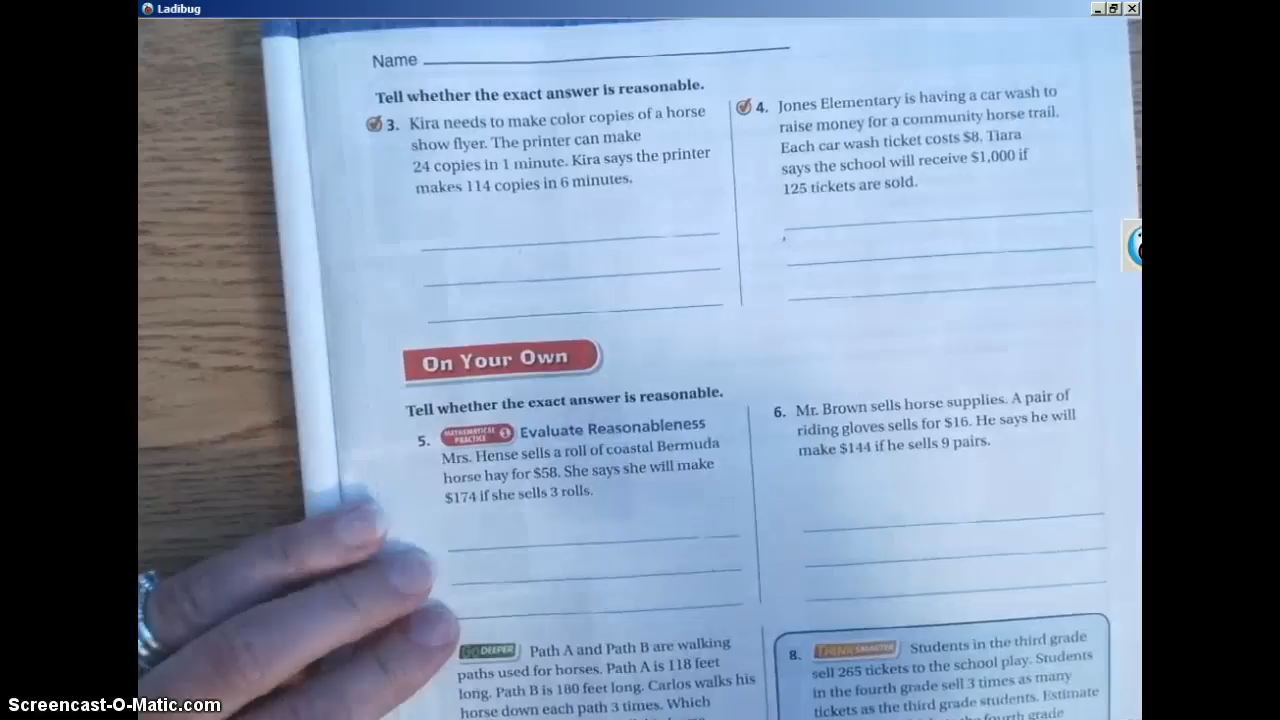 Ladibug
Name
Tell whether the exact answer is reasonable.
3. Kira needs to make color copies of a horse
show flyer. The printer can make
24 copies in 1 minute. Kira says the printer
makes 114 copies in 6 minutes.
4. Jones Elementary is having a car wash to
raise money for a community horse trail.
Each car wash ticket costs $8. Tiara
says the school will receive $1,000 if
125 tickets are sold.
On Your Own
Tell whether the exact answer is reasonable.
5. MATHEMATICAL PRACTICE 1 Evaluate Reasonableness
Mrs. Hense sells a roll of coastal Bermuda
horse hay for $58. She says she will make
$174 if she sells 3 rolls.
6. Mr. Brown sells horse supplies. A pair of
riding gloves sells for $16. He says he will
make $144 if he sells 9 pairs.
GO DEEPER Path A and Path B are walking
paths used for horses. Path A is 118 feet
long. Path B is 180 feet long. Carlos walks his
horse down each path 3 times. Which
8. THINK SMARTER Students in the third grade
sell 265 tickets to the school play. Students
in the fourth grade sell 3 times as many
tickets as the third grade students. Estimate
fourth grade
Screencast-O-Matic.com